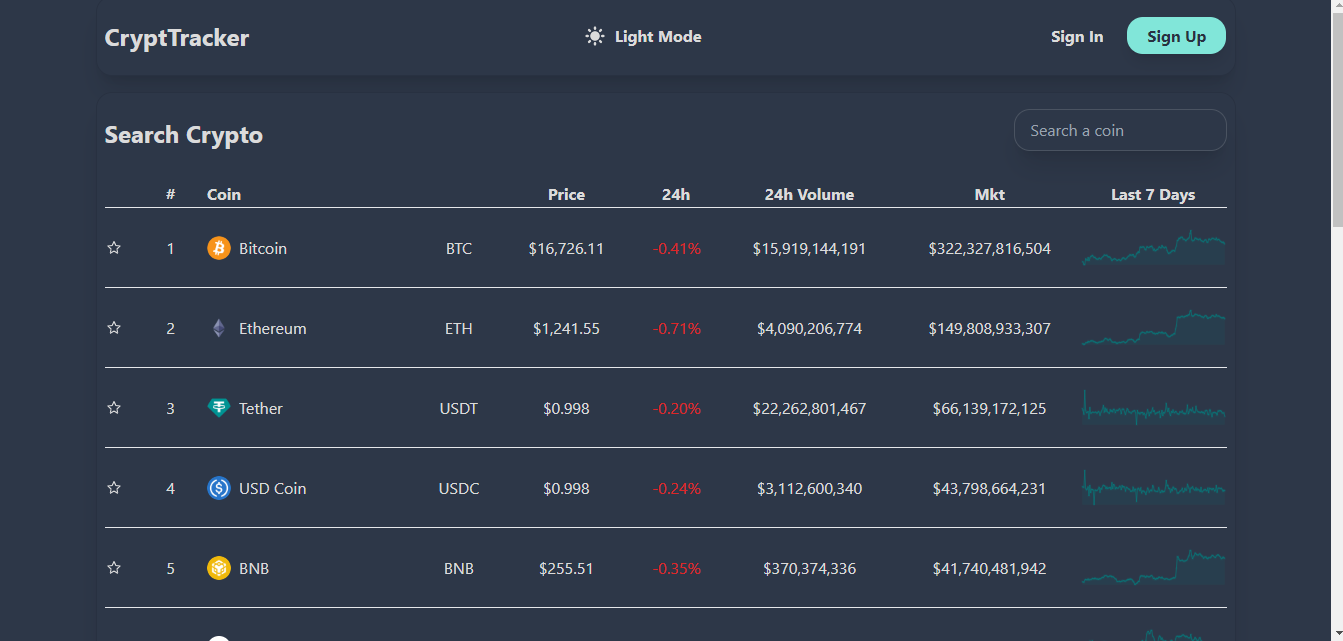 CryptTracker Light Mode Sign In Sign Up
Search Crypto Search a coin
# Coin Price 24h 24h Volume Mkt Last 7 Days
1 Bitcoin BTC $16,726.11 -0.41% $15,919,144,191 $322,327,816,504
2 Ethereum ETH $1,241.55 -0.71% $4,090,206,774 $149,808,933,307
3 Tether USDT $0.998 -0.20% $22,262,801,467 $66,139,172,125
4 USD Coin USDC $0.998 -0.24% $3,112,600,340 $43,798,664,231
5 BNB BNB $255.51 -0.35% $370,374,336 $41,740,481,942